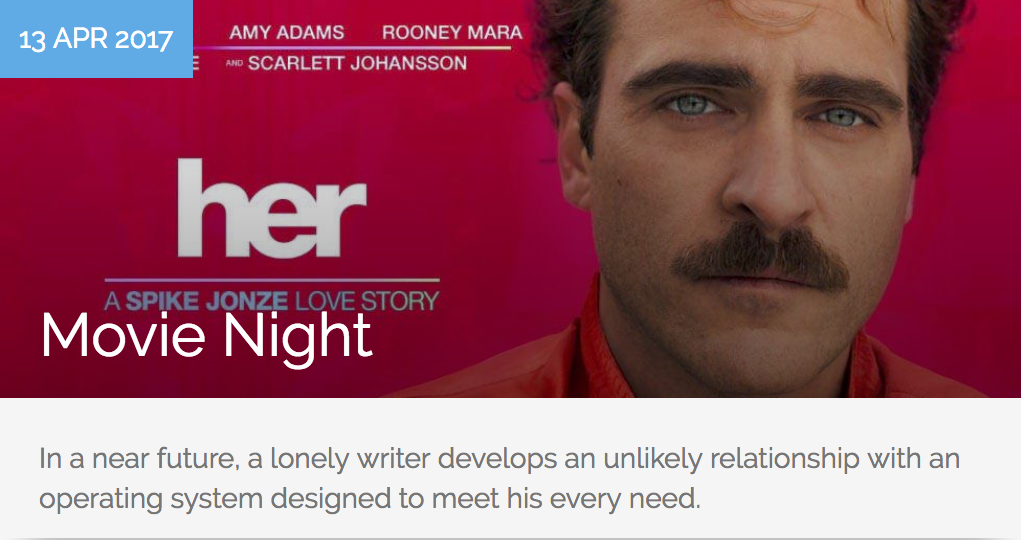 13 APR 2017
AMY ADAMS ROONEY MARA
E AND SCARLETT JOHANSSON
her
A SPIKE JONZE LOVE STORY
Movie Night
In a near future, a lonely writer develops an unlikely relationship with an
operating system designed to meet his every need.